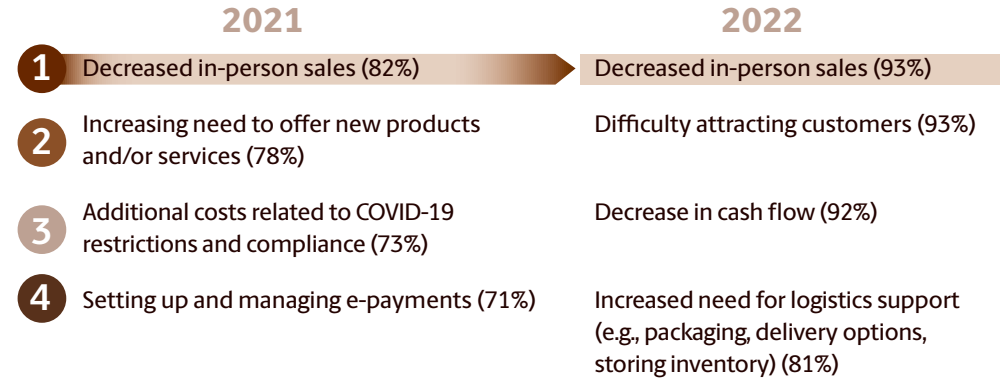 2021 2022
1 Decreased in-person sales (82%) Decreased in-person sales (93%)
2 Increasing need to offer new products
and/or services (78%)
Difficulty attracting customers (93%)
3 Additional costs related to COVID-19
restrictions and compliance (73%)
Decrease in cash flow (92%)
4 Setting up and managing e-payments (71%)
Increased need for logistics support
(e.g., packaging, delivery options,
storing inventory) (81%)